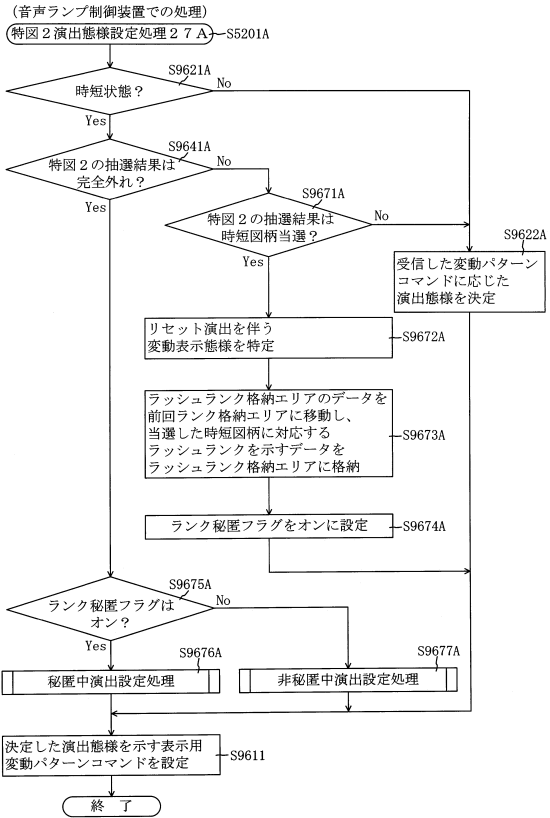 (音声ランプ制御装置での処理)
特図2演出態様設定処理27A
S5201A
S9621A
時短状態?
No
Yes
S9641A
特図2の抽選結果は
完全外れ?
No
Yes
S9671A
特図2の抽選結果は
時短図柄当選?
No
Yes
S9622A
受信した変動パターン
コマンドに応じた
演出態様を決定
リセット演出を伴う
変動表示態様を特定
S9672A
ラッシュランク格納エリアのデータを
前回ランク格納エリアに移動し、
当選した時短図柄に対応する
ラッシュランクを示すデータを
ラッシュランク格納エリアに格納
S9673A
ランク秘匿フラグをオンに設定
S9674A
S9675A
ランク秘匿フラグは
オン?
No
Yes
S9676A
秘匿中演出設定処理
S9677A
非秘匿中演出設定処理
決定した演出態様を示す表示用
変動パターンコマンドを設定
S9611
終 了